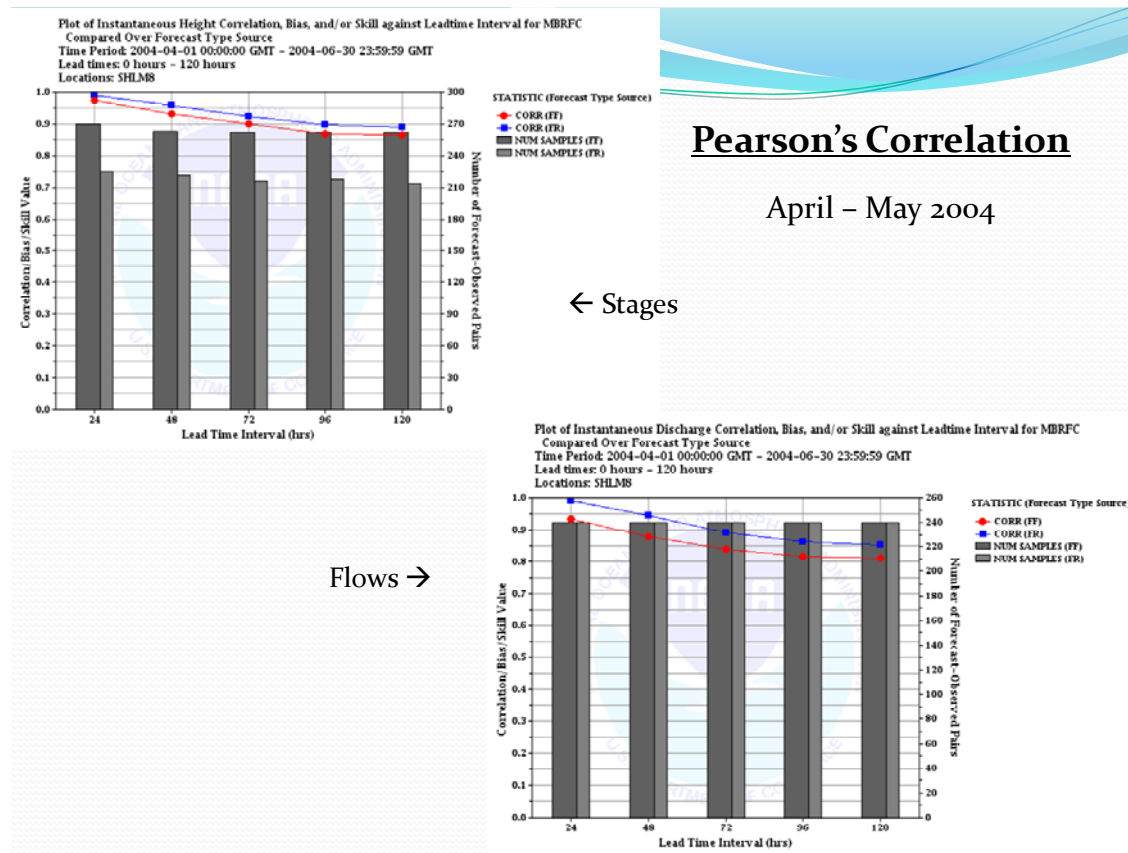 Plot of Instantaneous Height Correlation, Bias, and/or Skill against Leadtime Interval for MBRFC
Compared Over Forecast Type Source
Time Period: 2004-04-01 00:00:00 GMT - 2004-06-30 23:59:59 GMT
Lead times: 0 hours - 120 hours
Locations: SHLM8
1.0
0.9
0.8
0.7
0.6
0.5
0.4
0.3
0.2
0.1
0.0
Correlation/Bias/Skill Value
300
270
240
210
180
150
120
90
60
30
0
Number of Forecast-Observed Pairs
24 48 72 96 120
Lead Time Interval (hrs)
STATISTIC (Forecast Type Source)
CORR (FF)
CORR (FR)
NUM SAMPLES (FF)
NUM SAMPLES (FR)
Pearson's Correlation
April – May 2004
← Stages
Flows →
Plot of Instantaneous Discharge Correlation, Bias, and/or Skill against Leadtime Interval for MBRFC
Compared Over Forecast Type Source
Time Period: 2004-04-01 00:00:00 GMT - 2004-06-30 23:59:59 GMT
Lead times: 0 hours - 120 hours
Locations: SHLM8
1.0
0.9
0.8
0.7
0.6
0.5
0.4
0.3
0.2
0.1
0.0
Correlation/Bias/Skill Value
260
240
220
200
180
160
140
120
100
80
60
40
20
0
Number of Forecast-Observed Pairs
24 48 72 96 120
Lead Time Interval (hrs)
STATISTIC (Forecast Type Source)
CORR (FF)
CORR (FR)
NUM SAMPLES (FF)
NUM SAMPLES (FR)